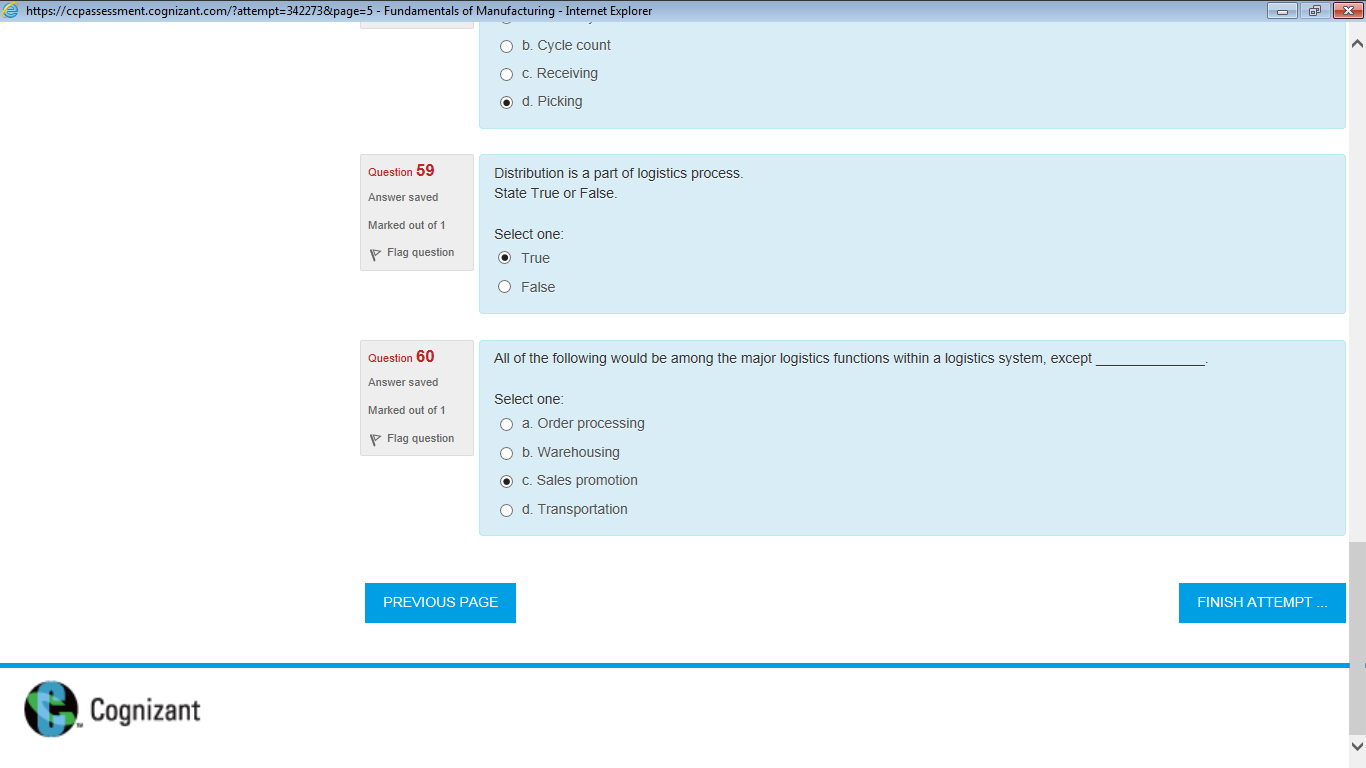 https://ccpassessment.cognizant.com/?attempt=342273&page=5 - Fundamentals of Manufacturing - Internet Explorer
b. Cycle count
c. Receiving
d. Picking
Question 59
Answer saved
Marked out of 1
Flag question
Distribution is a part of logistics process.
State True or False.
Select one:
True
False
Question 60
Answer saved
Marked out of 1
Flag question
All of the following would be among the major logistics functions within a logistics system, except ______________.
Select one:
a. Order processing
b. Warehousing
c. Sales promotion
d. Transportation
PREVIOUS PAGE
FINISH ATTEMPT ...
Cognizant